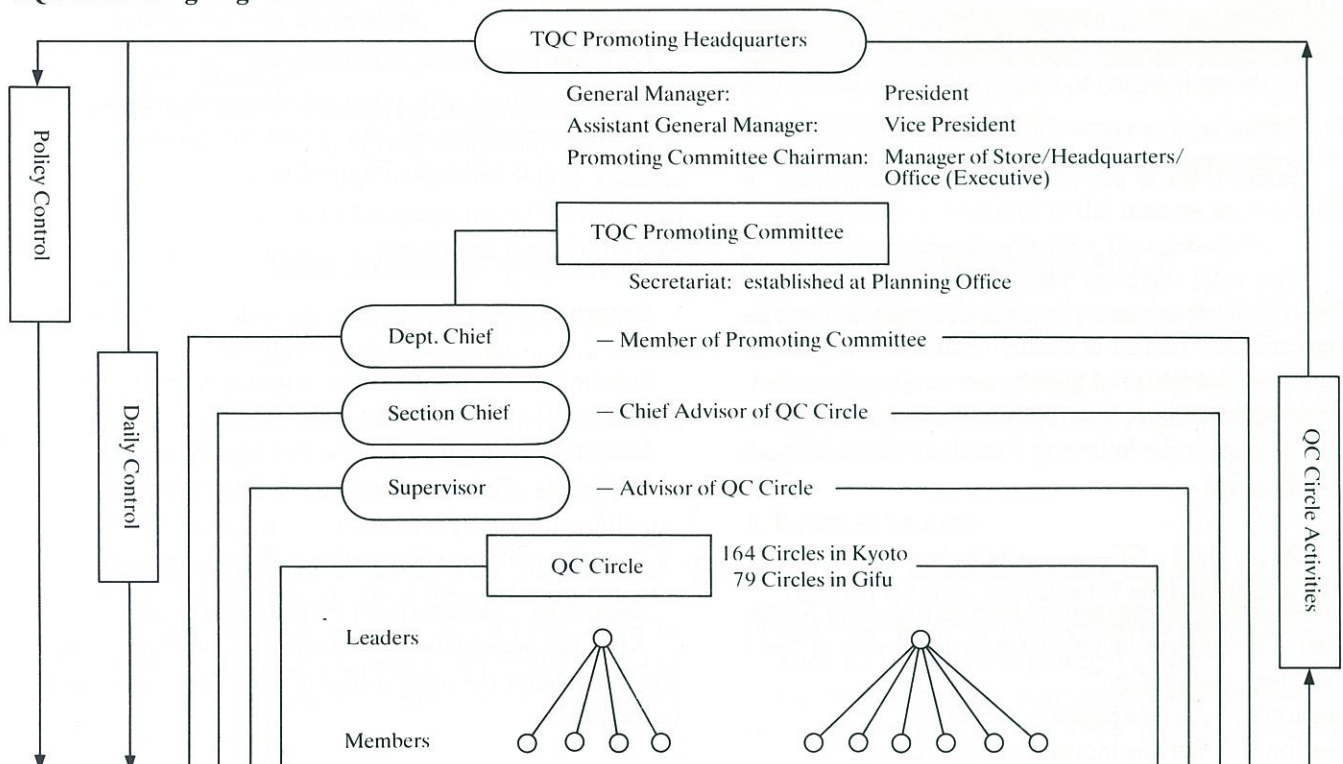 TQC Promoting Headquarters
General Manager: President
Assistant General Manager: Vice President
Promoting Committee Chairman: Manager of Store/Headquarters/
Office (Executive)
Policy Control
TQC Promoting Committee
Secretariat: established at Planning Office
Dept. Chief — Member of Promoting Committee
Section Chief — Chief Advisor of QC Circle
Daily Control
Supervisor — Advisor of QC Circle
QC Circle Activities
QC Circle
164 Circles in Kyoto
79 Circles in Gifu
Leaders
Members